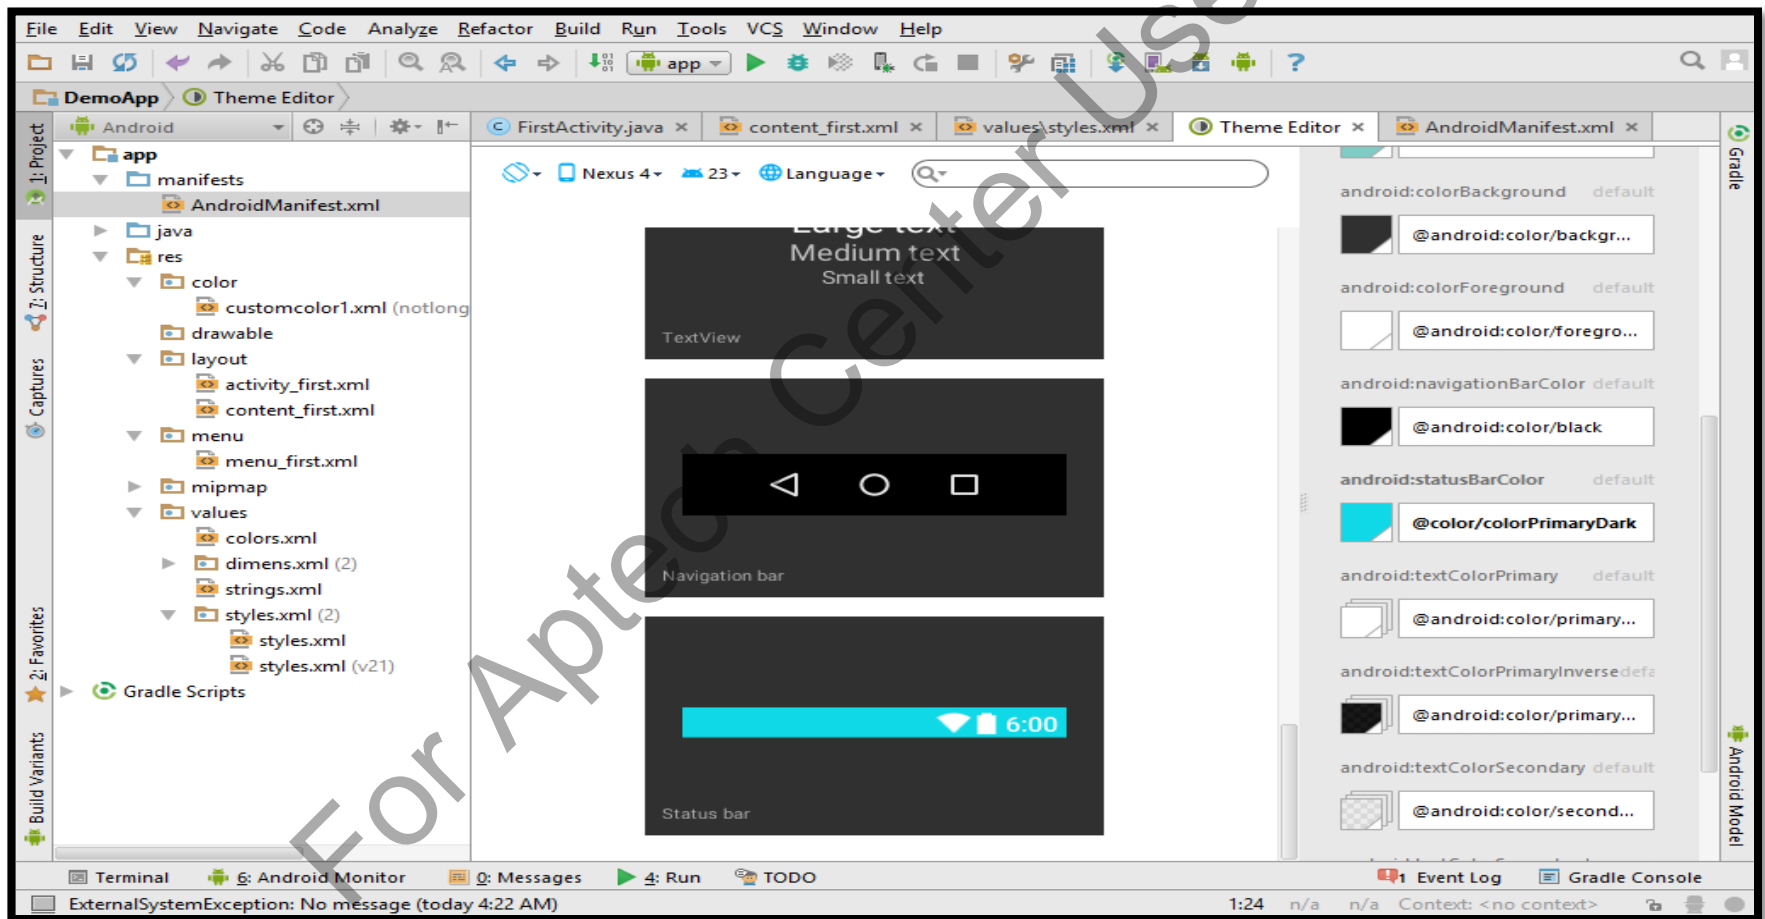 File Edit View Navigate Code Analyze Refactor Build Run Tools VCS Window Help
app
DemoApp Theme Editor
Android
FirstActivity.java × content_first.xml × values\styles.xml × Theme Editor × AndroidManifest.xml ×
1: Project
7: Structure
Captures
2: Favorites
Build Variants
app
manifests
AndroidManifest.xml
java
res
color
customcolor1.xml (notlong
drawable
layout
activity_first.xml
content_first.xml
menu
menu_first.xml
mipmap
values
colors.xml
dimens.xml (2)
strings.xml
styles.xml (2)
styles.xml
styles.xml (v21)
Gradle Scripts
Nexus 4 23 Language
Large text
Medium text
Small text
TextView
Navigation bar
6:00
Status bar
android:colorBackground default
@android:color/backgr...
android:colorForeground default
@android:color/foregro...
android:navigationBarColor default
@android:color/black
android:statusBarColor default
@color/colorPrimaryDark
android:textColorPrimary default
@android:color/primary...
android:textColorPrimaryInverse defa
@android:color/primary...
android:textColorSecondary default
@android:color/second...
Gradle
Android Model
Terminal 6: Android Monitor 0: Messages 4: Run TODO 1 Event Log Gradle Console
ExternalSystemException: No message (today 4:22 AM) 1:24 n/a n/a Context: <no context>
For Aptech Center Use